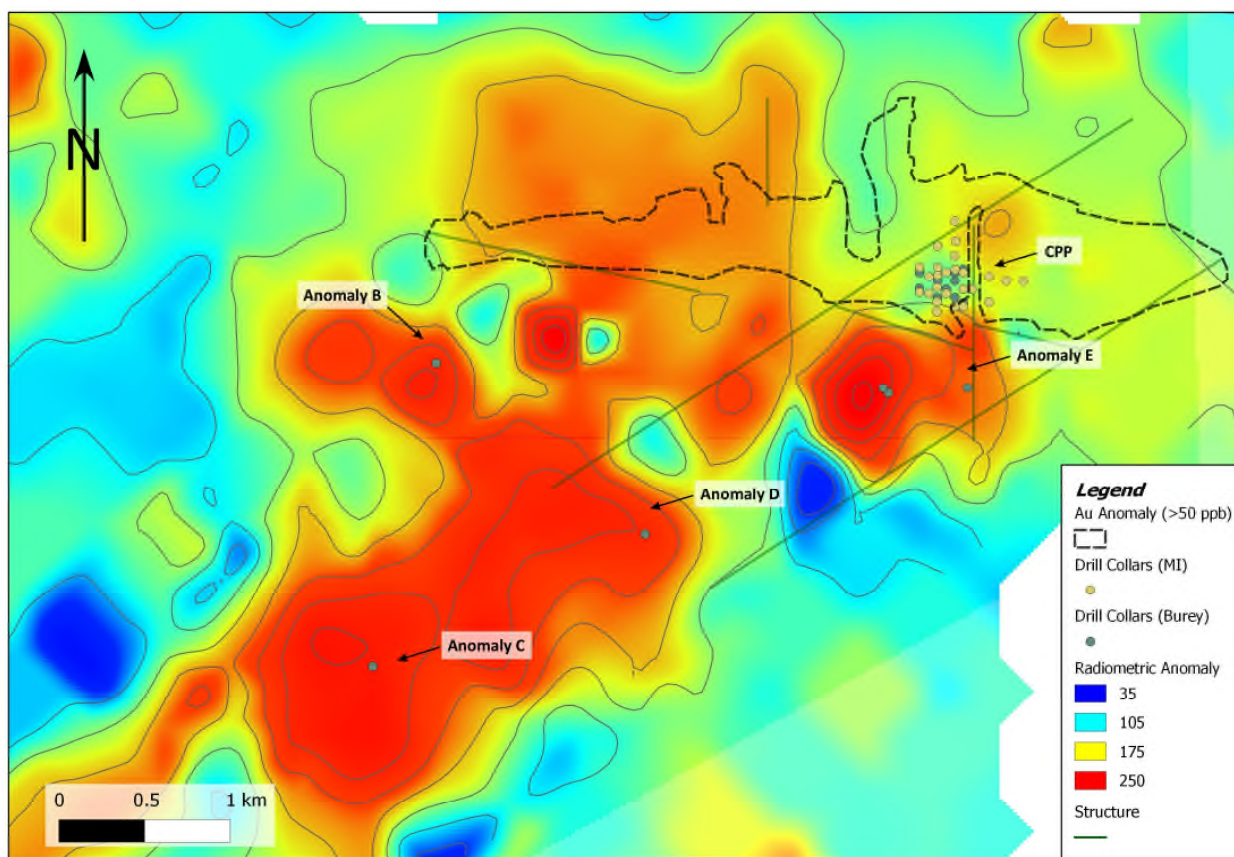 N
CPP
Anomaly B
Anomaly E
Anomaly D
Anomaly C
0 0.5 1 km
Legend
Au Anomaly (>50 ppb)
Drill Collars (MI)
Drill Collars (Burey)
Radiometric Anomaly
35
105
175
250
Structure